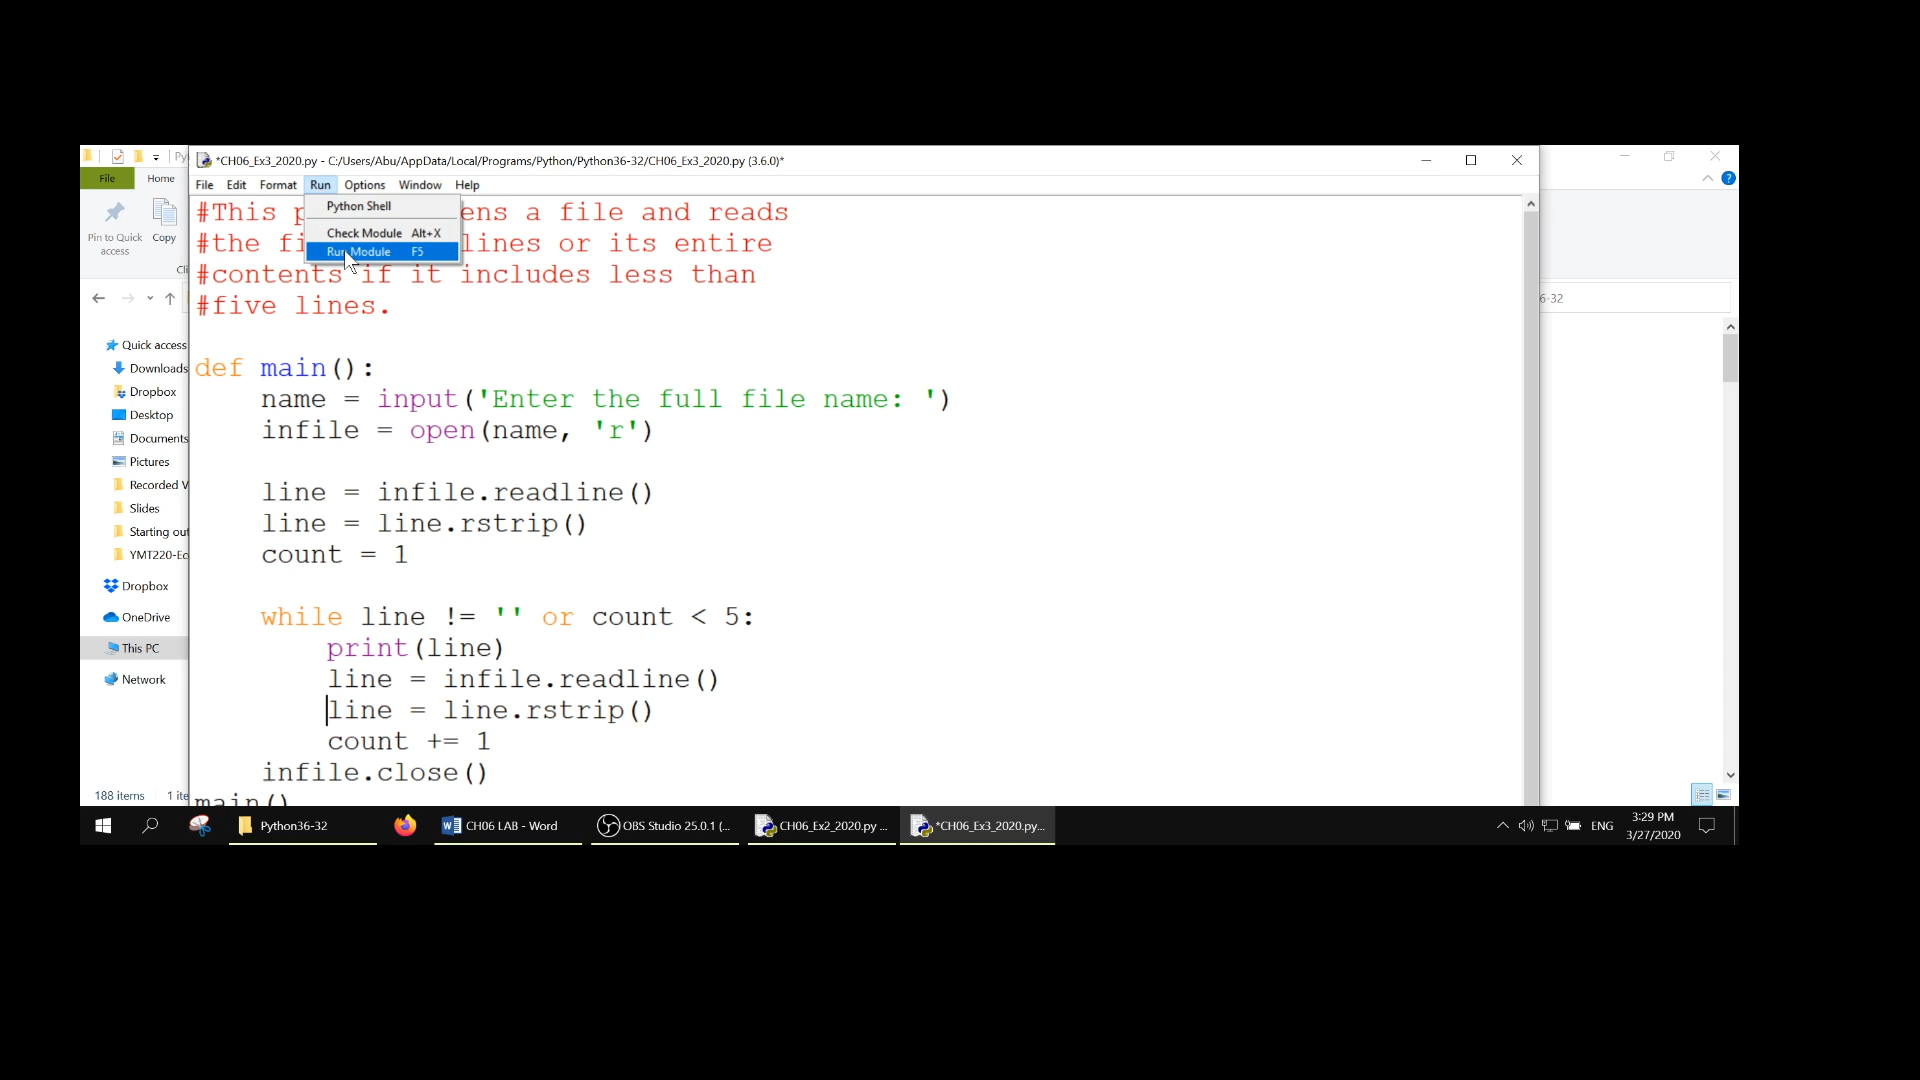 *CH06_Ex3_2020.py - C:/Users/Abu/AppData/Local/Programs/Python/Python36-32/CH06_Ex3_2020.py (3.6.0)*
File Home
Pin to Quick access
Copy
6-32
Quick access
Downloads
Dropbox
Desktop
Documents
Pictures
Recorded V
Slides
Starting out
YMT220-Ec
Dropbox
OneDrive
This PC
Network
188 items 1 ite
File Edit Format Run Options Window Help
Python Shell
Check Module Alt+X
Run Module F5
#This p ens a file and reads
#the fi lines or its entire
#contents if it includes less than
#five lines.
def main():
name = input('Enter the full file name: ')
infile = open(name, 'r')
line = infile.readline()
line = line.rstrip()
count = 1
while line != '' or count < 5:
print(line)
line = infile.readline()
line = line.rstrip()
count += 1
infile.close()
main()
Python36-32
CH06 LAB - Word
OBS Studio 25.0.1 (...
CH06_Ex2_2020.py ...
*CH06_Ex3_2020.py...
ENG
3:29 PM
3/27/2020